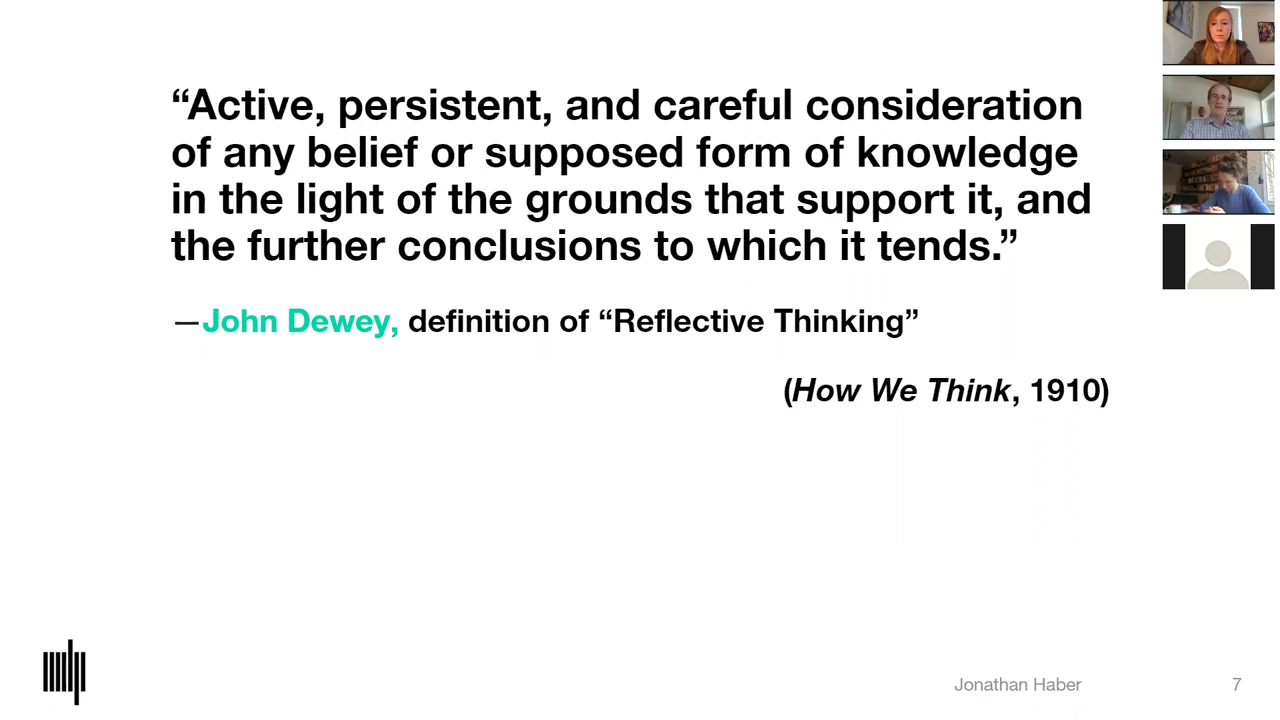 “Active, persistent, and careful consideration
of any belief or supposed form of knowledge
in the light of the grounds that support it, and
the further conclusions to which it tends.”
—John Dewey, definition of “Reflective Thinking”
(How We Think, 1910)
Jonathan Haber
7